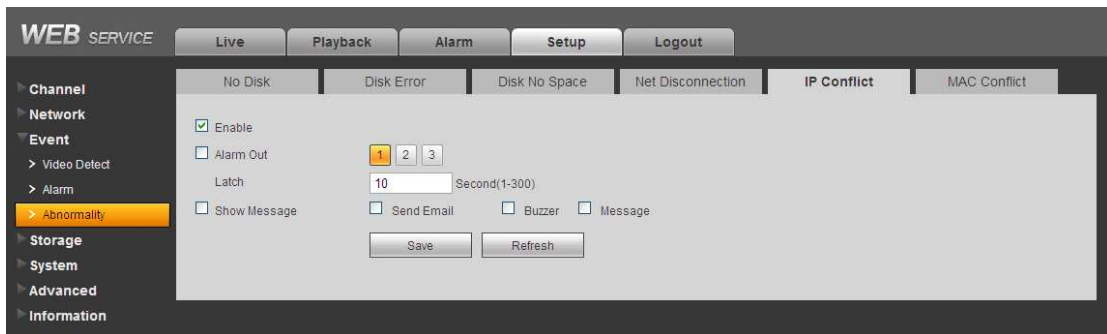 WEB SERVICE
Live Playback Alarm Setup Logout
No Disk Disk Error Disk No Space Net Disconnection IP Conflict MAC Conflict
Channel
Network
Event
> Video Detect
> Alarm
> Abnormality
Storage
System
Advanced
Information
Enable
Alarm Out 1 2 3
Latch 10 Second(1-300)
Show Message Send Email Buzzer Message
Save Refresh